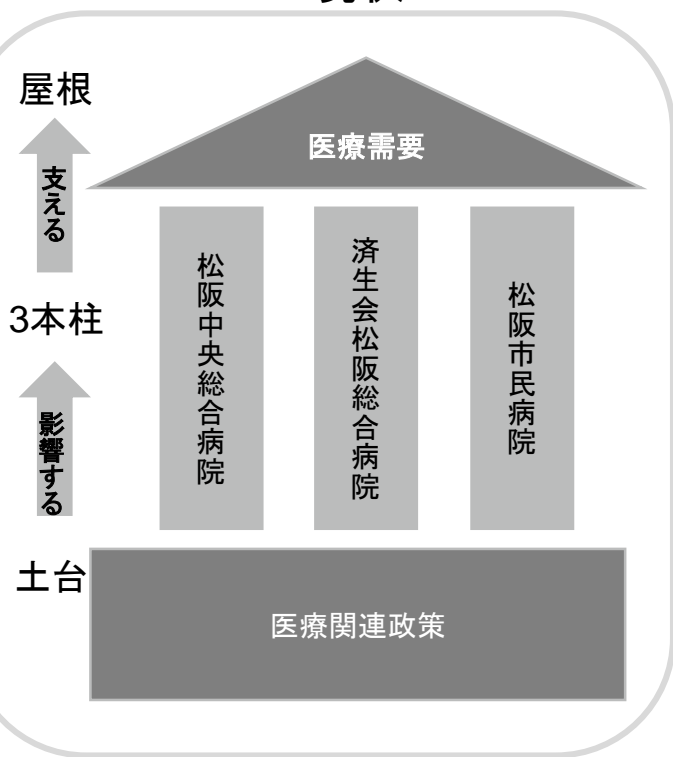 屋根
医療需要
支える
3本柱
松阪中央総合病院
済生会松阪総合病院
松阪市民病院
影響する
土台
医療関連政策